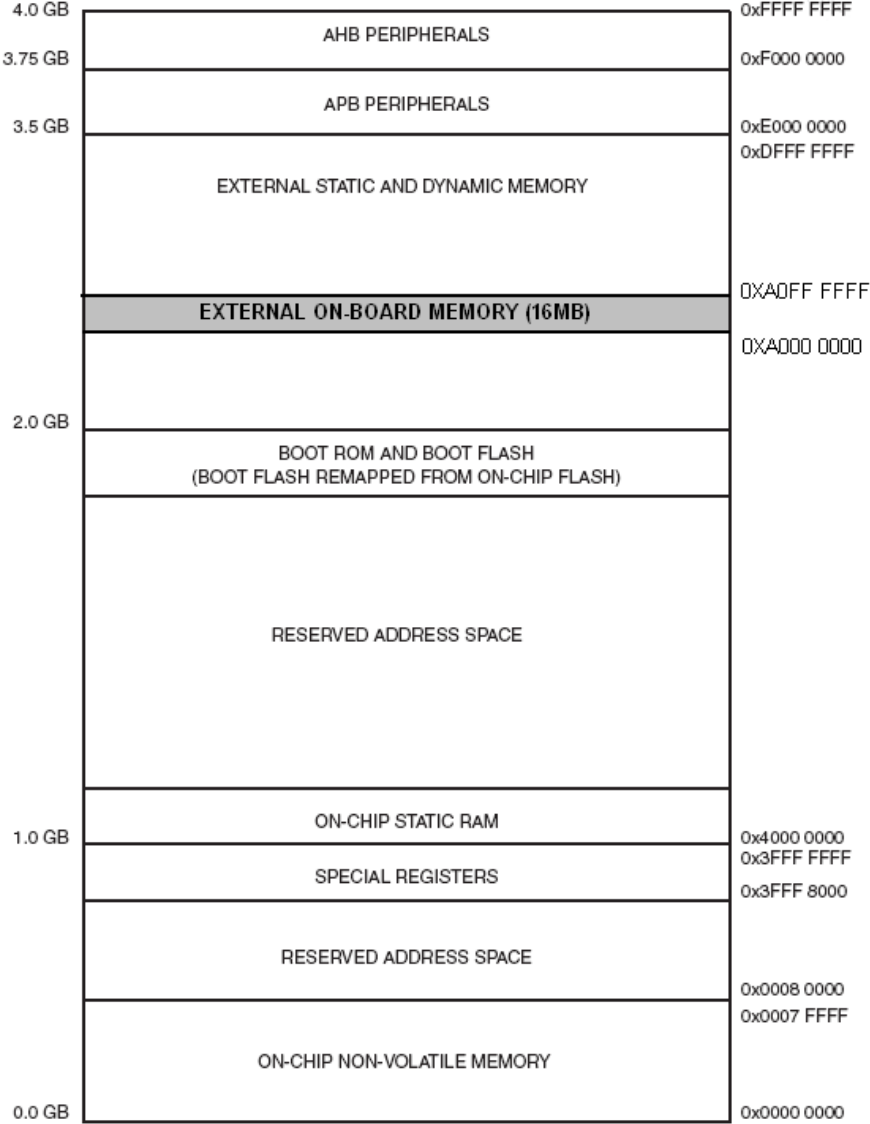 4.0 GB
0xFFFF FFFF
AHB PERIPHERALS
3.75 GB
0xF000 0000
APB PERIPHERALS
3.5 GB
0xE000 0000
0xDFFF FFFF
EXTERNAL STATIC AND DYNAMIC MEMORY
0XA0FF FFFF
EXTERNAL ON-BOARD MEMORY (16MB)
0XA000 0000
2.0 GB
BOOT ROM AND BOOT FLASH
(BOOT FLASH REMAPPED FROM ON-CHIP FLASH)
RESERVED ADDRESS SPACE
ON-CHIP STATIC RAM
1.0 GB
0x4000 0000
0x3FFF FFFF
SPECIAL REGISTERS
0x3FFF 8000
RESERVED ADDRESS SPACE
0x0008 0000
0x0007 FFFF
ON-CHIP NON-VOLATILE MEMORY
0.0 GB
0x0000 0000